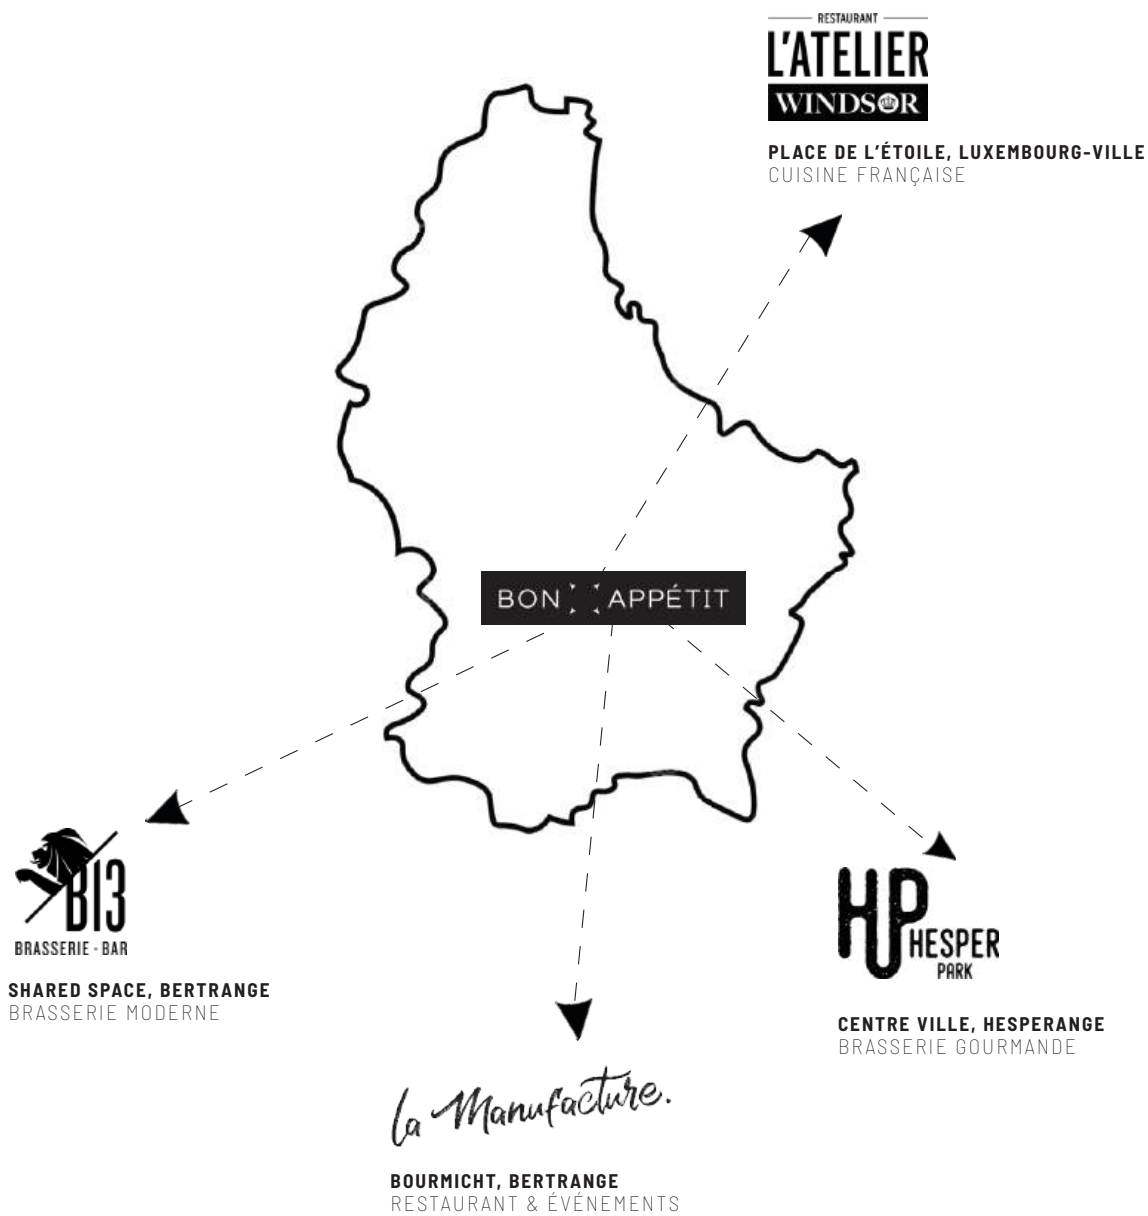 RESTAURANT
L'ATELIER
WINDSOR
PLACE DE L'ÉTOILE, LUXEMBOURG-VILLE
CUISINE FRANÇAISE
BON APPÉTIT
B13
BRASSERIE - BAR
SHARED SPACE, BERTRANGE
BRASSERIE MODERNE
HP
HESPER
PARK
CENTRE VILLE, HESPERANGE
BRASSERIE GOURMANDE
la Manufacture.
BOURMICHT, BERTRANGE
RESTAURANT & ÉVÉNEMENTS